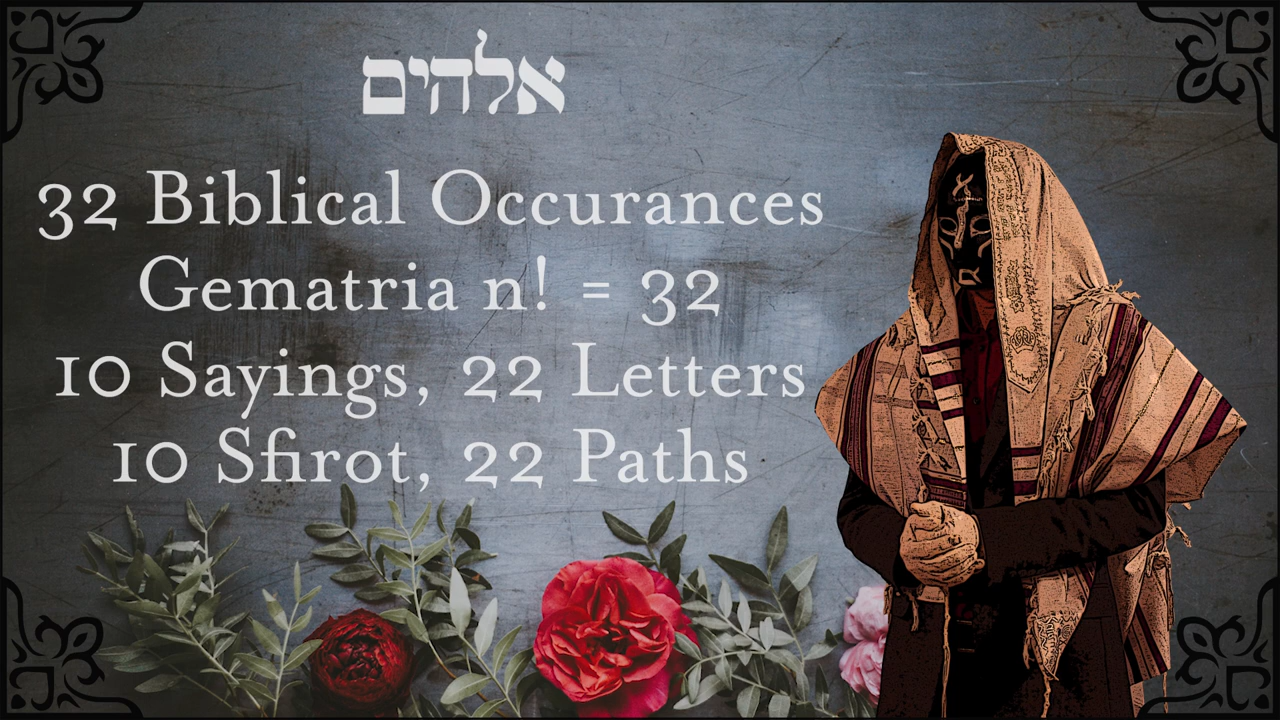 אלהים
32 Biblical Occurances
Gematria n! = 32
10 Sayings, 22 Letters
10 Sfirot, 22 Paths